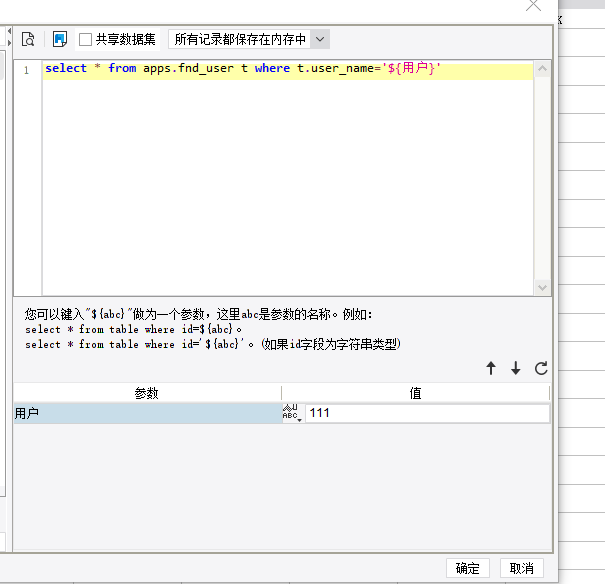 共享数据集 所有记录都保存在内存中
1 select * from apps.fnd_user t where t.user_name='${用户}'
您可以键入"${abc}"做为一个参数，这里abc是参数的名称。例如：
select * from table where id=${abc}。
select * from table where id='${abc}'。(如果id字段为字符串类型)
参数 值
用户 ABC 111
确定 取消